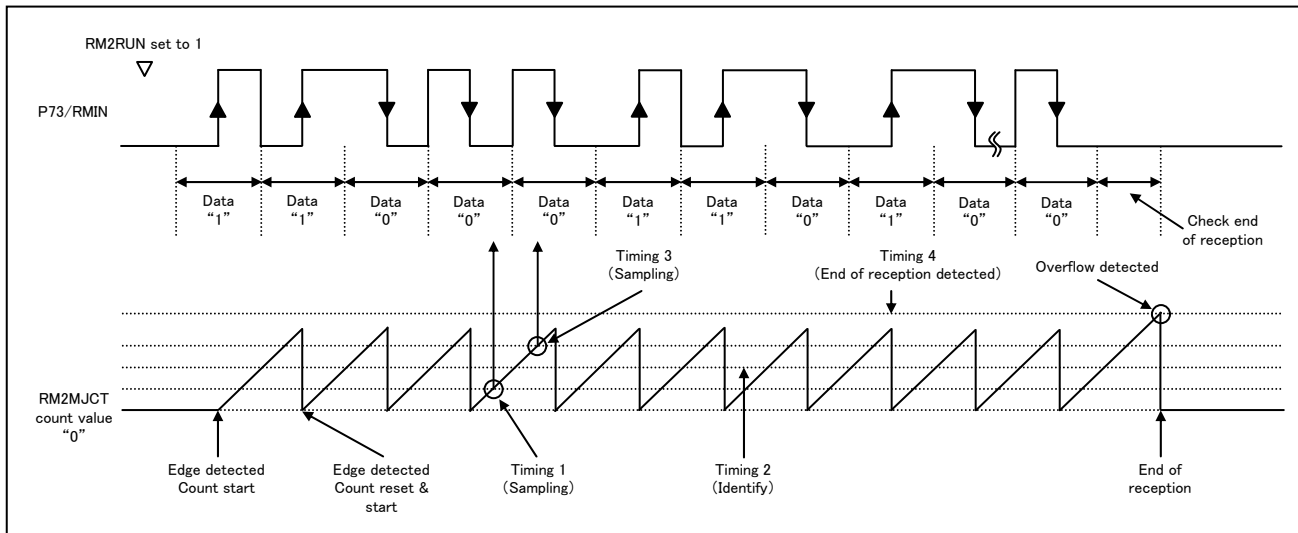 RM2RUN set to 1
P73/RMIN
Data
“1”
Data
“1”
Data
“0”
Data
“0”
Data
“0”
Data
“1”
Data
“1”
Data
“0”
Data
“1”
Data
“0”
Data
“0”
Check end
of reception
Timing 3
(Sampling)
Timing 4
(End of reception detected)
Overflow detected
RM2MJCT
count value
“0”
Edge detected
Count start
Edge detected
Count reset &
start
Timing 1
(Sampling)
Timing 2
(Identify)
End of
reception